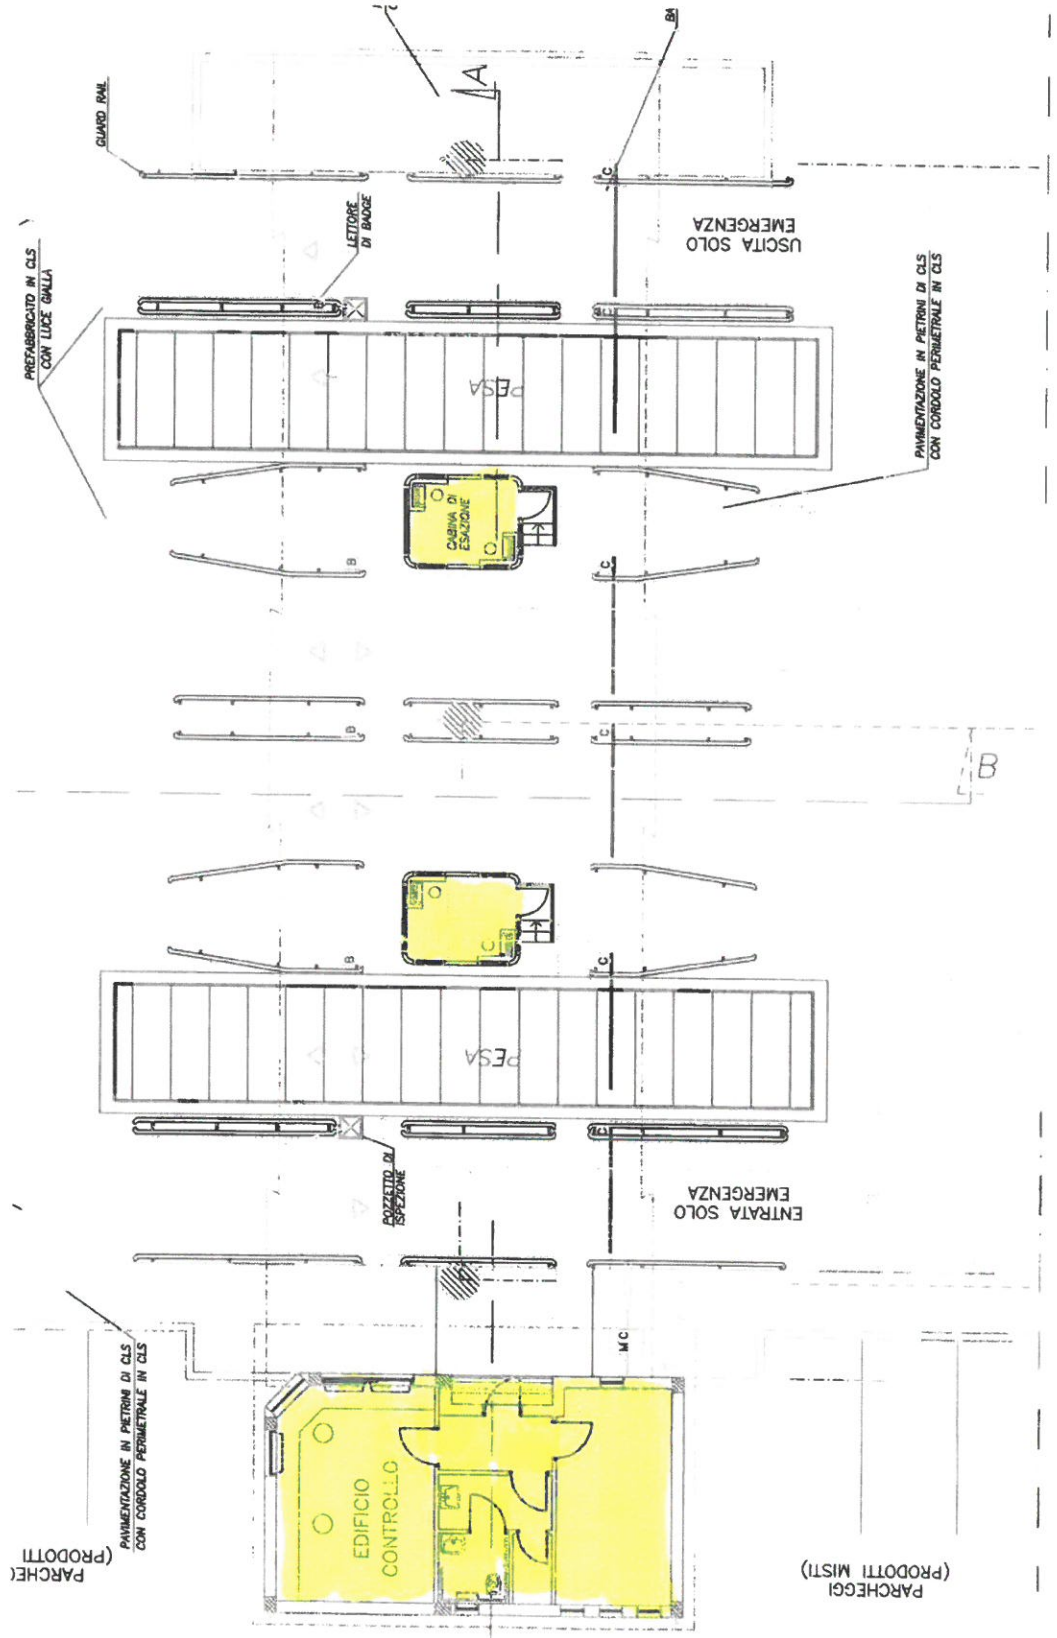 GUARD RAIL
BA
A
PREFABBRICATO IN CLS
CON LUCE GIALLA
LETTORE
DI BADGE
C
USCITA SOLO
EMERGENZA
B
C
PESA
PAVIMENTAZIONE IN PIETRINI DI CLS
CON CORDOLO PERIMETRALE IN CLS
CABINA DI
ESAZIONE
B
C
B
C
B
C
B
C
PESA
C
POZZETTO DI
ISPEZIONE
ENTRATA SOLO
EMERGENZA
PAVIMENTAZIONE IN PIETRINI DI CLS
CON CORDOLO PERIMETRALE IN CLS
MC
EDIFICIO
CONTROLLO
PARCHEG
(PRODOTTI
PARCHEGGI
(PRODOTTI MISTI)